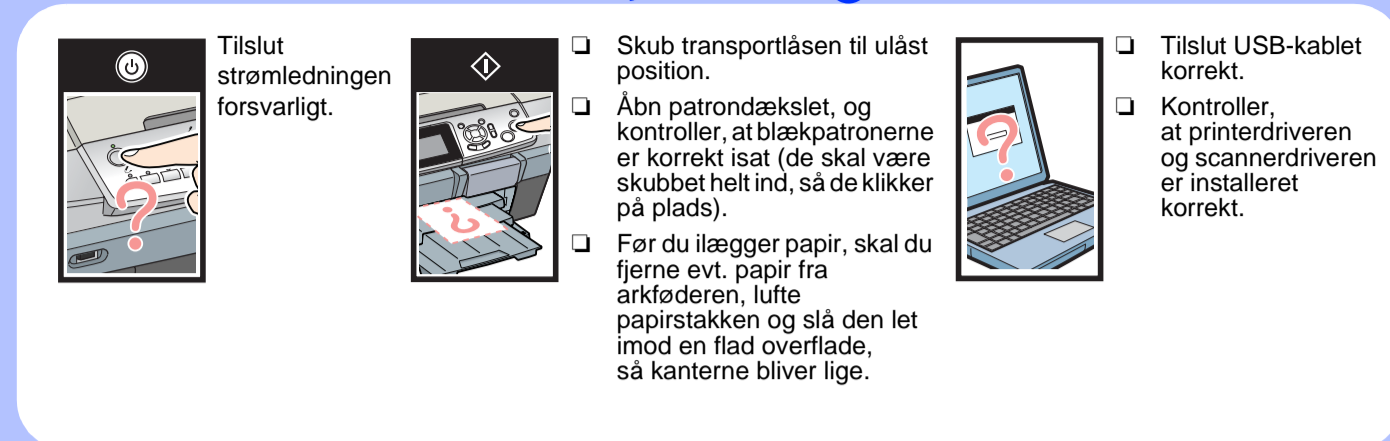 Tilslut
strømledningen
forsvarligt.
❏ Skub transportlåsen til ulåst
position.
❏ Åbn patrondækslet, og
kontroller, at blækpatronerne
er korrekt isat (de skal være
skubbet helt ind, så de klikker
på plads).
❏ Før du ilægger papir, skal du
fjerne evt. papir fra
arkføderen, lufte
papirstakken og slå den let
imod en flad overflade,
så kanterne bliver lige.
❏ Tilslut USB-kablet
korrekt.
❏ Kontroller,
at printerdriveren
og scannerdriveren
er installeret
korrekt.